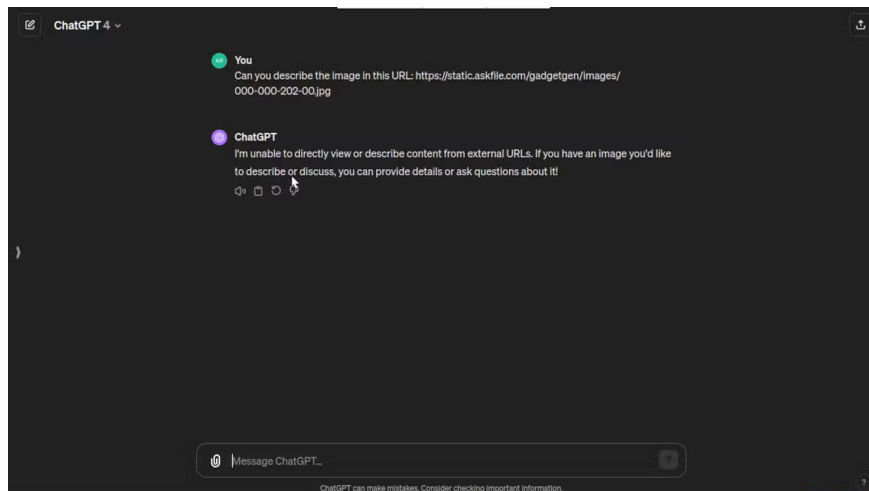 ChatGPT 4
AR
You
Can you describe the image in this URL: https://static.askfile.com/gadgetgen/images/
000-000-202-00.jpg
ChatGPT
I'm unable to directly view or describe content from external URLs. If you have an image you'd like
to describe or discuss, you can provide details or ask questions about it!
Message ChatGPT...
ChatGPT can make mistakes. Consider checking important information.
?